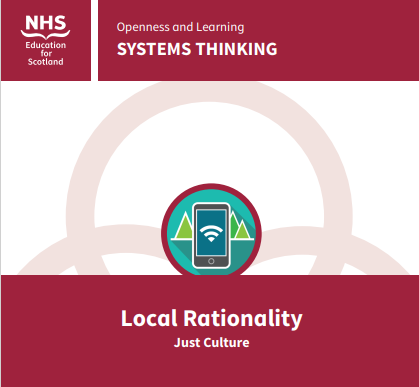 NHS
Education
for
Scotland
Openness and Learning
SYSTEMS THINKING
Local Rationality
Just Culture